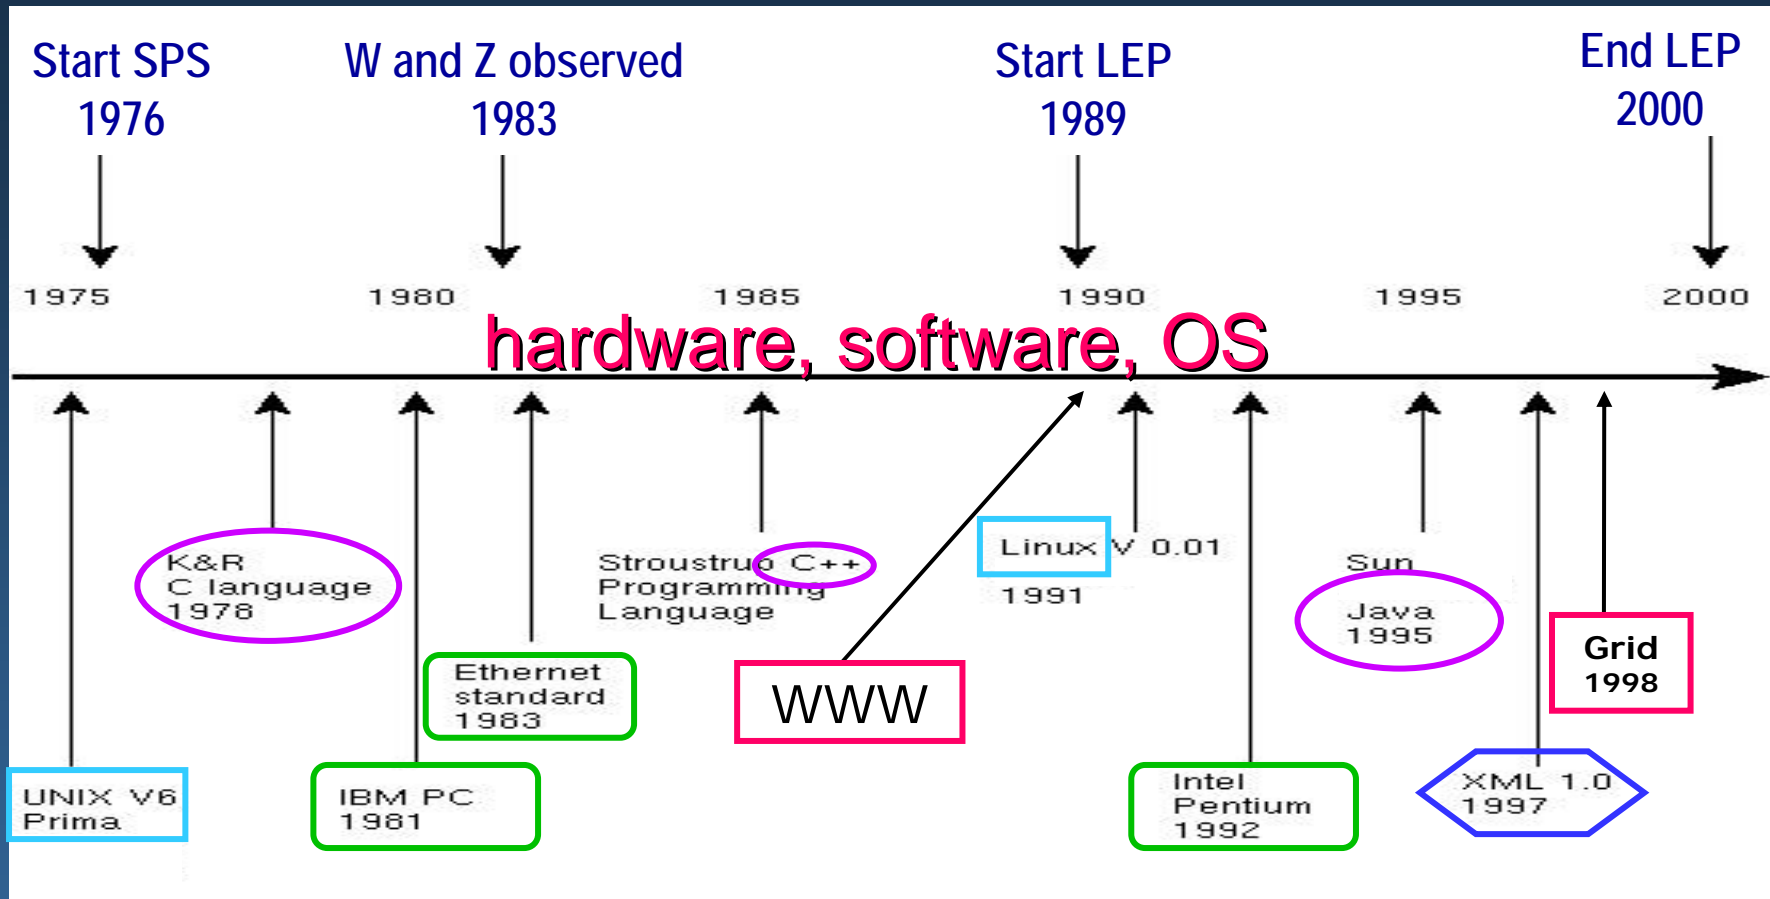 Start SPS
1976
W and Z observed
1983
Start LEP
1989
End LEP
2000
1975
1980
1985
1990
1995
2000
hardware, software, OS
K&R
C language
1978
Stroustrup C++
Programming
Language
Linux V 0.01
1991
Sun
Java
1995
Grid
1998
Ethernet
standard
1983
WWW
UNIX V6
Prima
IBM PC
1981
Intel
Pentium
1992
XML 1.0
1997